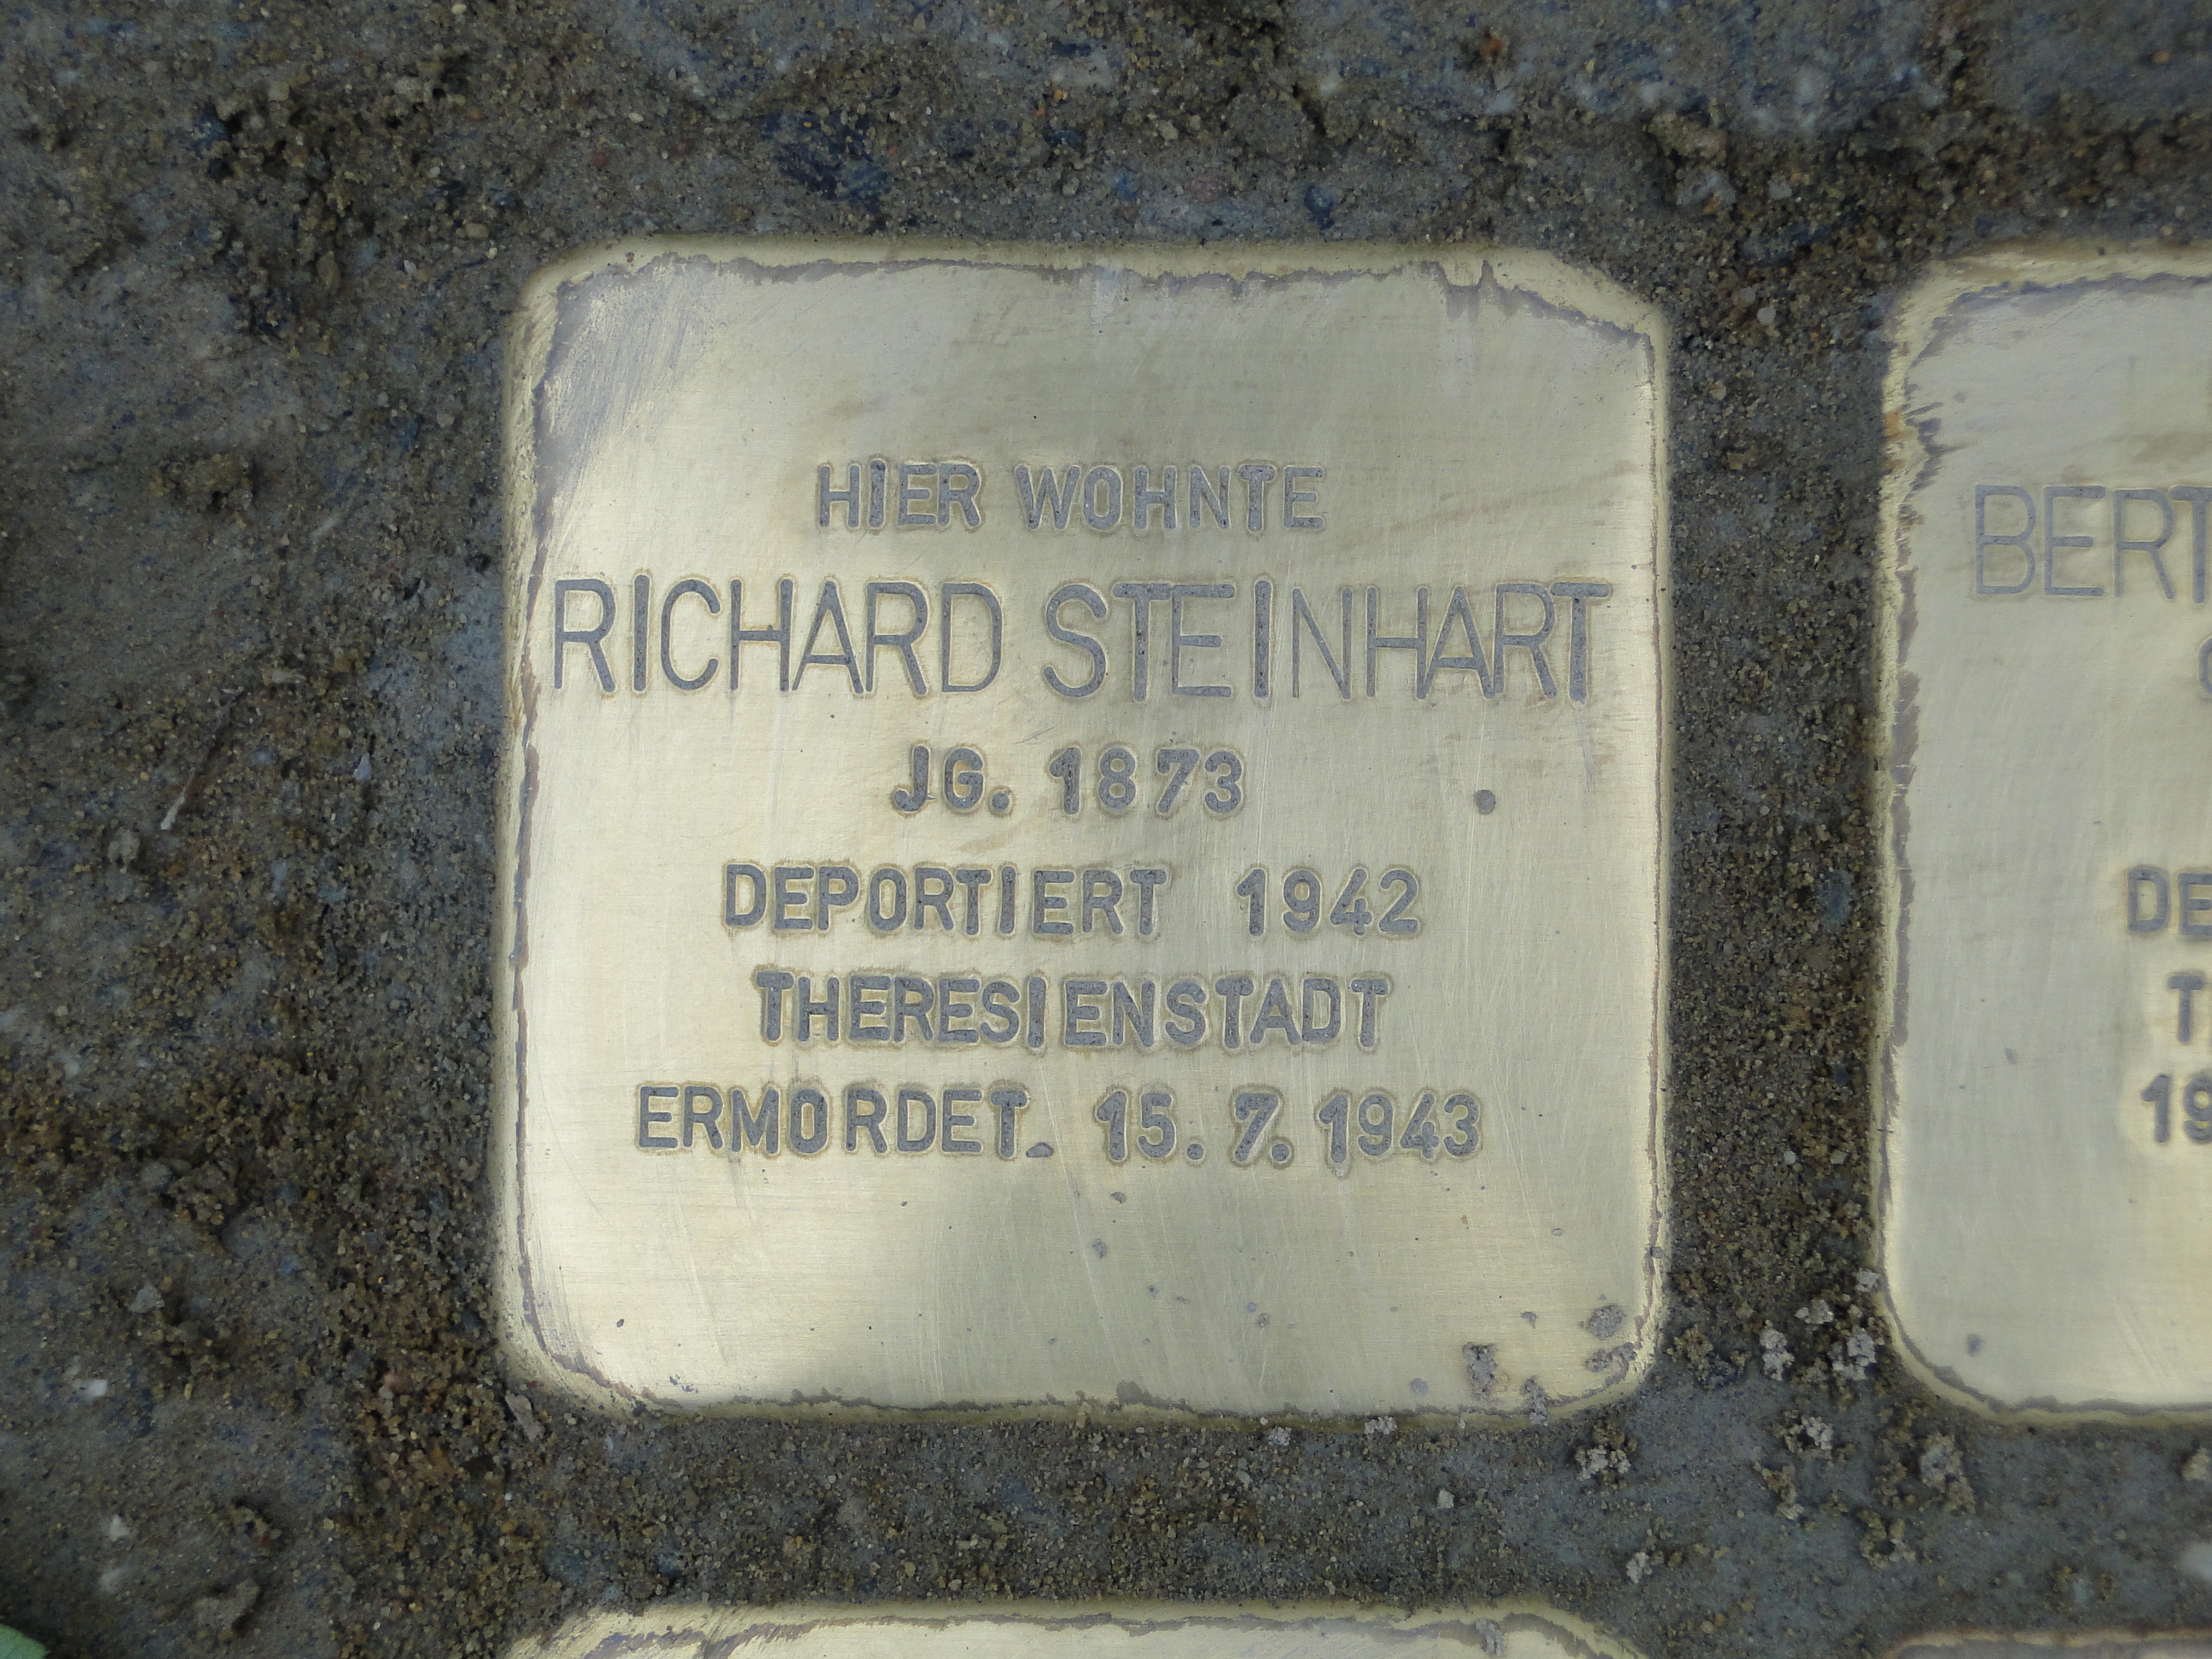 HIER WOHNTE
RICHARD STEINHART
JG. 1873
DEPORTIERT 1942
THERESIENSTADT
ERMORDET 15.7.1943